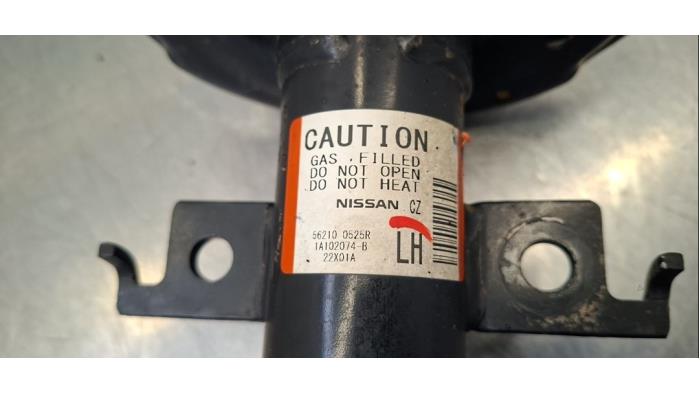 CAUTION
GAS . FILLED
DO NOT OPEN
DO NOT HEAT
NISSAN CZ
56210 0525R
1A102074-B
22X01A
LH